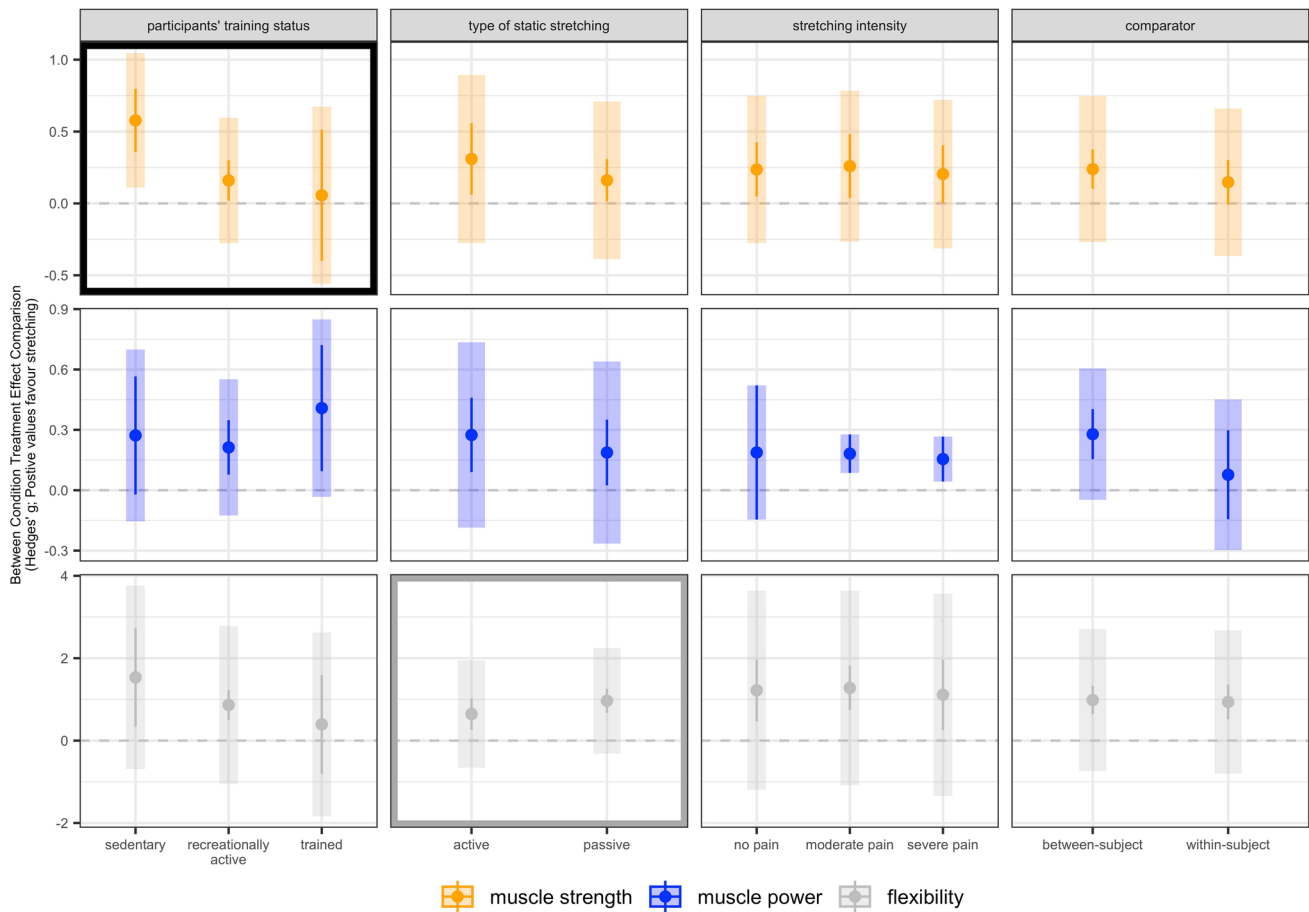 participants' training status
type of static stretching
stretching intensity
comparator
Between Condition Treatment Effect Comparison
(Hedges' g; Postive values favour stretching)
1.0
0.5
0.0
-0.5
0.9
0.6
0.3
0.0
-0.3
4
2
0
-2
sedentary
recreationally
active
trained
active
passive
no pain
moderate pain
severe pain
between-subject
within-subject
muscle strength
muscle power
flexibility